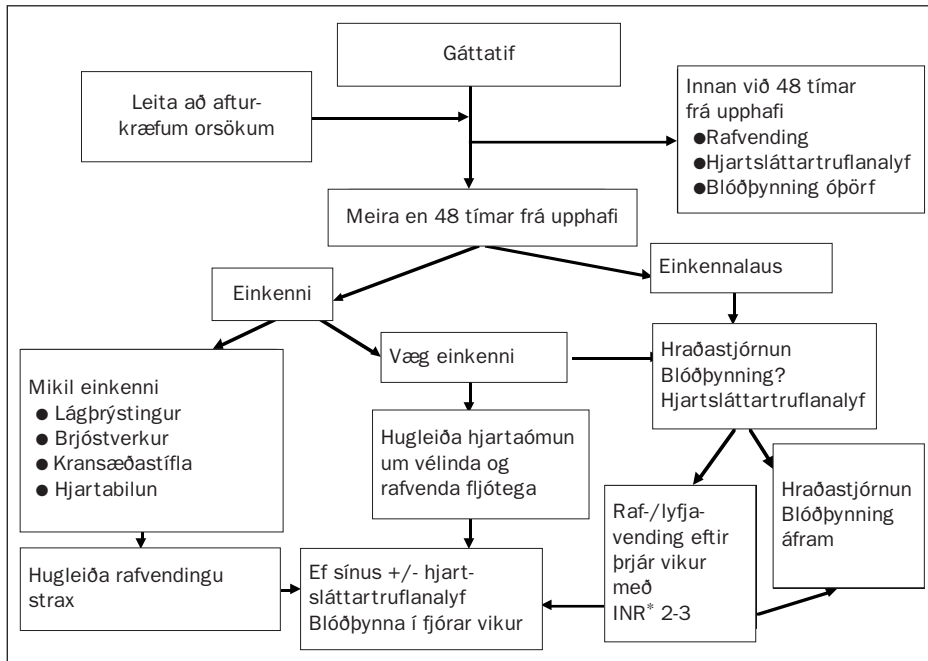 Gáttatif
Leita að aftur-
kræfum orsökum
Innan við 48 tímar
frá upphafi
●Rafvending
●Hjartsláttartruflanalyf
●Blóðþynning óþörf
Meira en 48 tímar frá upphafi
Einkenni
Einkennalaus
Væg einkenni
Hraðastjórnun
Blóðþynning?
Hjartsláttartruflanalyf
Mikil einkenni
● Lágþrýstingur
● Brjóstverkur
● Kransæðastífla
● Hjartabilun
Hugleiða hjartaómun
um vélinda og
rafvenda fljótega
Raf-/lyfja-
vending eftir
þrjár vikur
með
INR* 2-3
Hraðastjórnun
Blóðþynning
áfram
Hugleiða rafvendingu
strax
Ef sínus +/- hjart-
sláttartruflanalyf
Blóðþynna í fjórar vikur